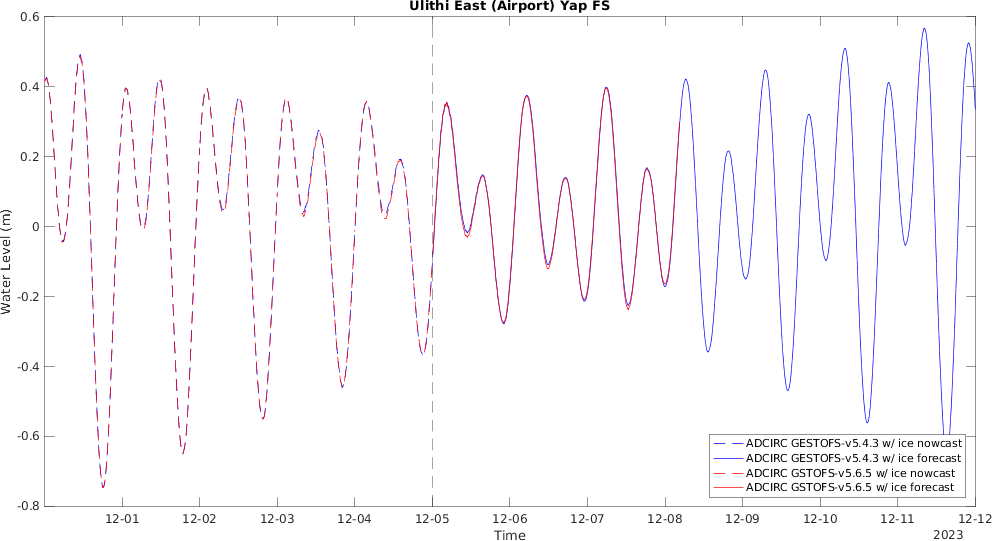 Ulithi East (Airport) Yap FS
0.6
0.4
0.2
0
-0.2
-0.4
-0.6
-0.8
Water Level (m)
ADCIRC GESTOFS-v5.4.3 w/ ice nowcast
ADCIRC GESTOFS-v5.4.3 w/ ice forecast
ADCIRC GSTOFS-v5.6.5 w/ ice nowcast
ADCIRC GSTOFS-v5.6.5 w/ ice forecast
12-01 12-02 12-03 12-04 12-05 12-06 12-07 12-08 12-09 12-10 12-11 12-12
Time
2023